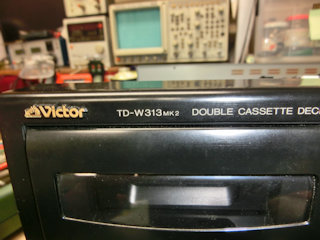 Victor
TD-W313MK2 DOUBLE CASSETTE DEC